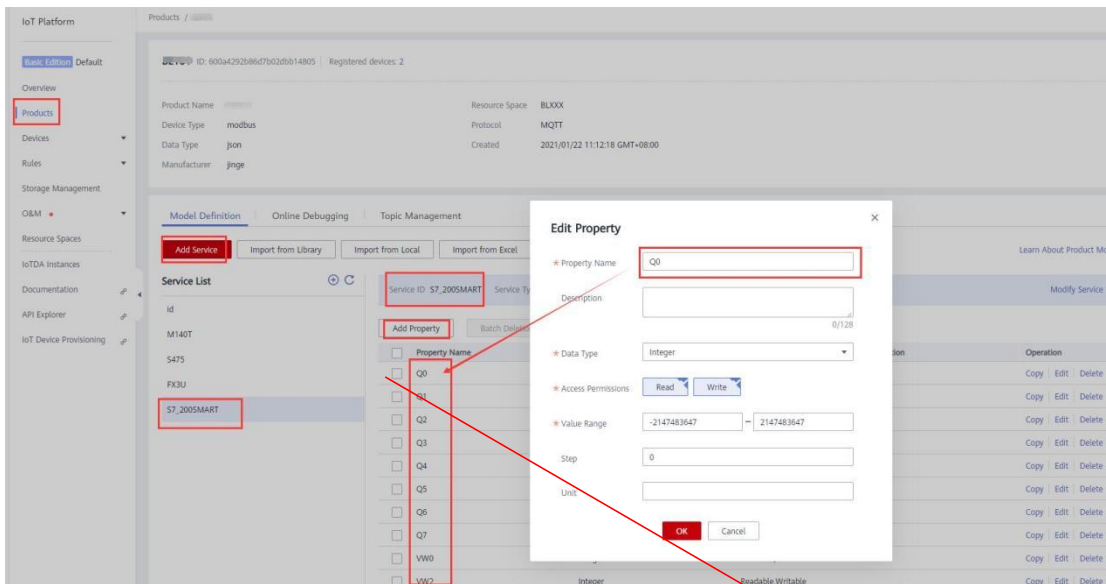 IoT Platform
Products /
Basic Edition Default
ID: 600a4292b86d7b02dbb14805 Registered devices: 2
Overview
Products
Devices
Rules
Storage Management
O&M
Resource Spaces
IoTDA Instances
Documentation
API Explorer
IoT Device Provisioning
Product Name
Resource Space BLXXX
Device Type modbus
Protocol MQTT
Data Type json
Created 2021/01/22 11:12:18 GMT+08:00
Manufacturer jinge
Model Definition Online Debugging Topic Management
Add Service Import from Library Import from Local Import from Excel
Learn About Product Mo
Service List
id
M140T
S475
FX3U
S7_200SMART
Service ID S7_200SMART Service Ty
Modify Service
Add Property Batch Delete
Property Name
Operation
Q0 Copy Edit Delete
Q1 Copy Edit Delete
Q2 Copy Edit Delete
Q3 Copy Edit Delete
Q4 Copy Edit Delete
Q5 Copy Edit Delete
Q6 Copy Edit Delete
Q7 Copy Edit Delete
VW0 Copy Edit Delete
VW2 Integer Readable Writable Copy Edit Delete
Edit Property
* Property Name Q0
Description
0/128
* Data Type Integer
* Access Permissions Read Write
* Value Range -2147483647 – 2147483647
Step 0
Unit
OK Cancel